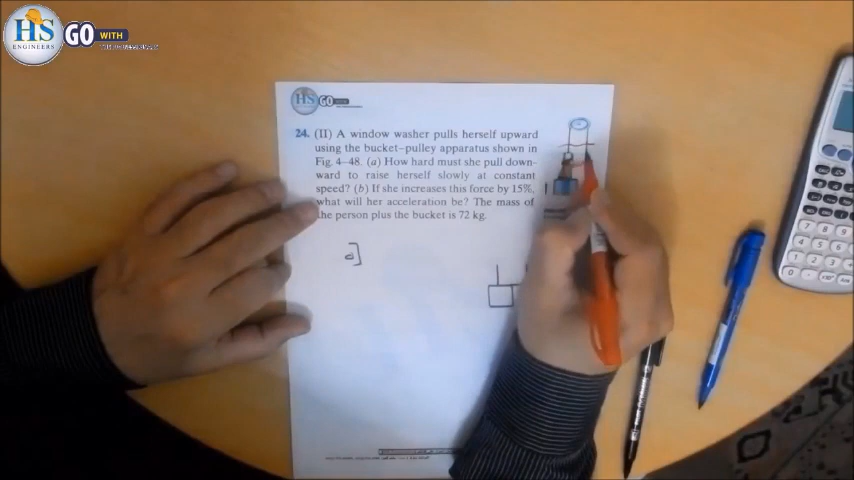 HS
ENGINEERS
GO WITH
HS GO
24. (II) A window washer pulls herself upward
using the bucket–pulley apparatus shown in
Fig. 4–48. (a) How hard must she pull down-
ward to raise herself slowly at constant
speed? (b) If she increases this force by 15%,
what will her acceleration be? The mass of
the person plus the bucket is 72 kg.
a]